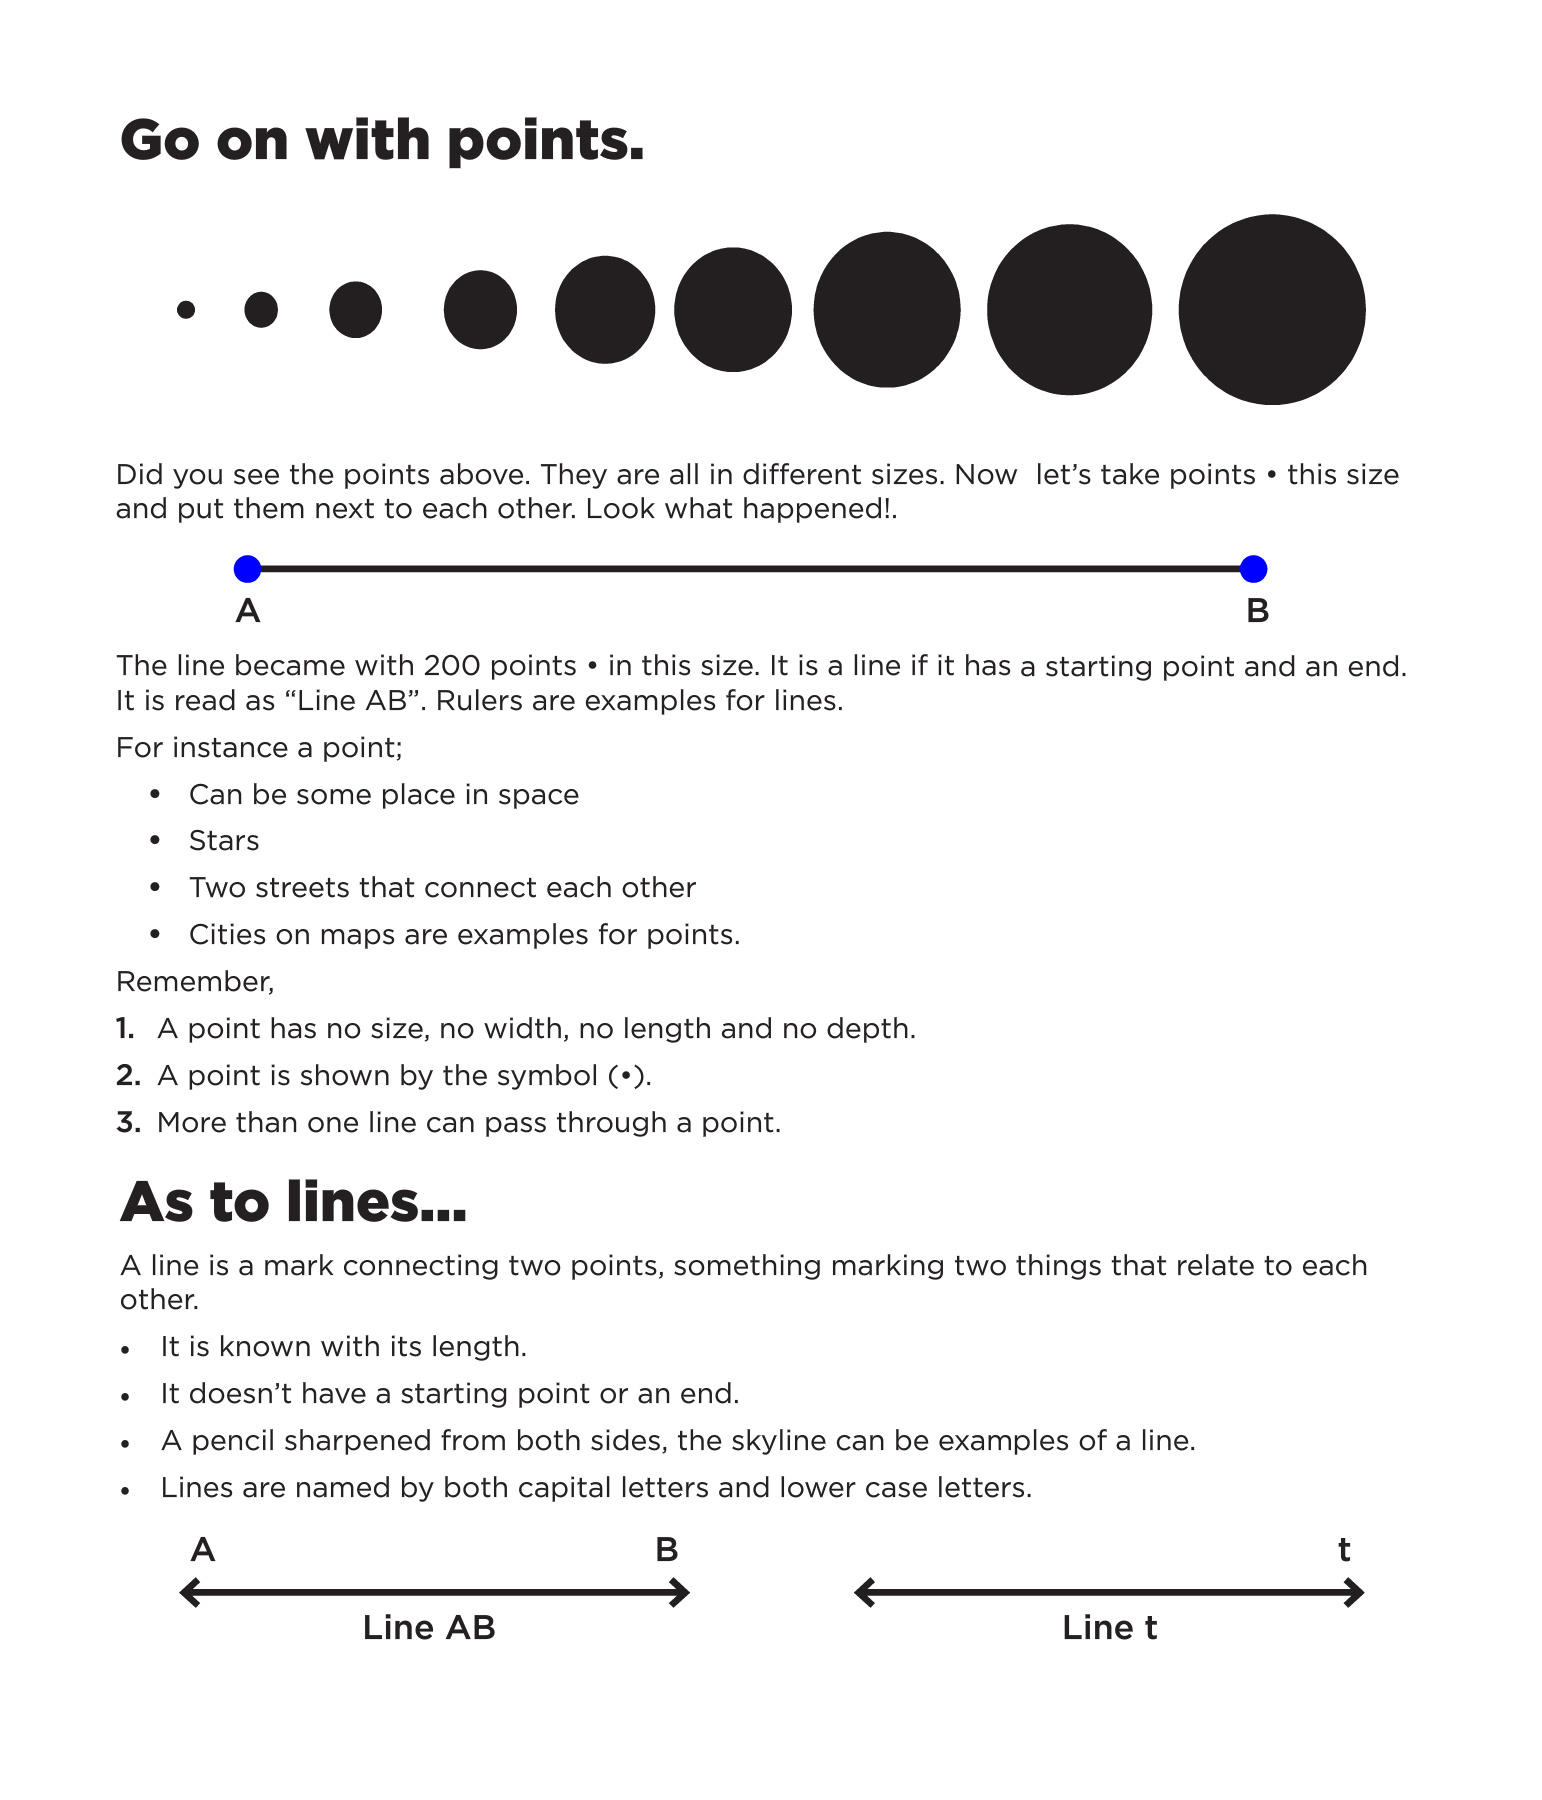 Go on with points.
Did you see the points above. They are all in different sizes. Now  let’s take points • this size
and put them next to each other. Look what happened!.
A B
The line became with 200 points • in this size. It is a line if it has a starting point and an end.
It is read as “Line AB”. Rulers are examples for lines.
For instance a point;
• Can be some place in space
• Stars
• Two streets that connect each other
• Cities on maps are examples for points.
Remember,
1. A point has no size, no width, no length and no depth.
2. A point is shown by the symbol (•).
3. More than one line can pass through a point.
As to lines...
A line is a mark connecting two points, something marking two things that relate to each
other.
• It is known with its length.
• It doesn’t have a starting point or an end.
• A pencil sharpened from both sides, the skyline can be examples of a line.
• Lines are named by both capital letters and lower case letters.
A B t
Line AB Line t